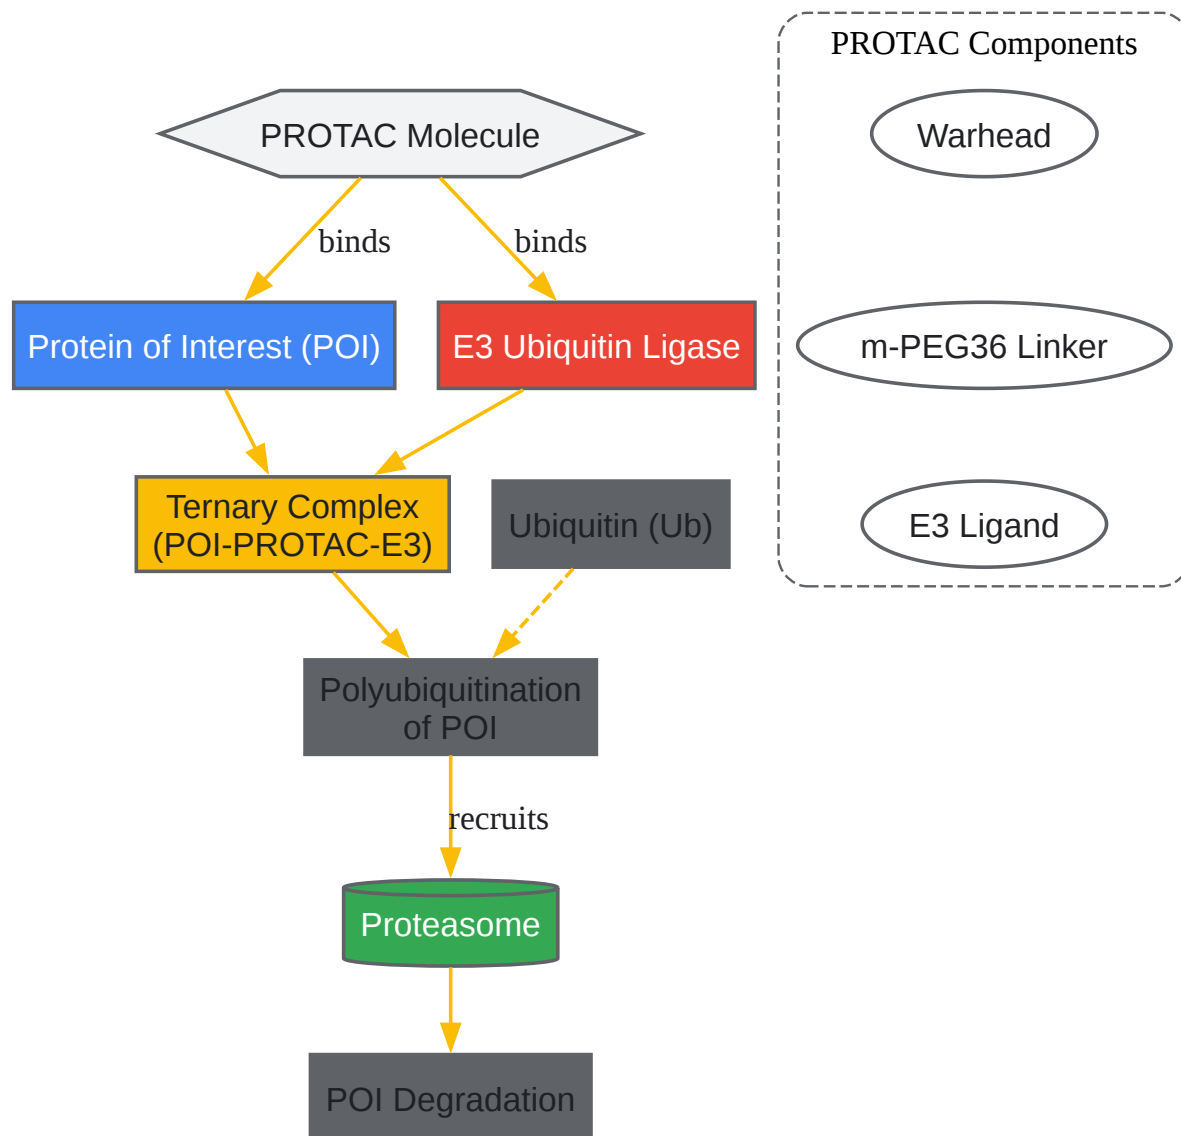 PROTAC Components
PROTAC Molecule
Warhead
binds
binds
Protein of Interest (POI)
E3 Ubiquitin Ligase
m-PEG36 Linker
Ternary Complex
(POI-PROTAC-E3)
Ubiquitin (Ub)
E3 Ligand
Polyubiquitination
of POI
recruits
Proteasome
POI Degradation